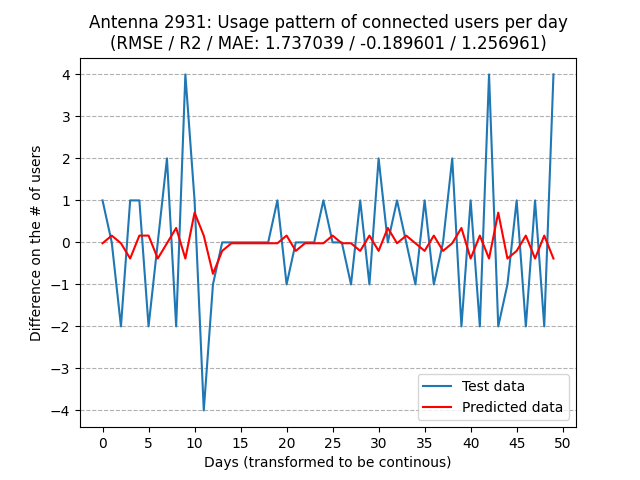 Antenna 2931: Usage pattern of connected users per day
(RMSE / R2 / MAE: 1.737039 / -0.189601 / 1.256961)
Difference on the # of users
4
3
2
1
0
−1
−2
−3
−4
Test data
Predicted data
0 5 10 15 20 25 30 35 40 45 50
Days (transformed to be continous)